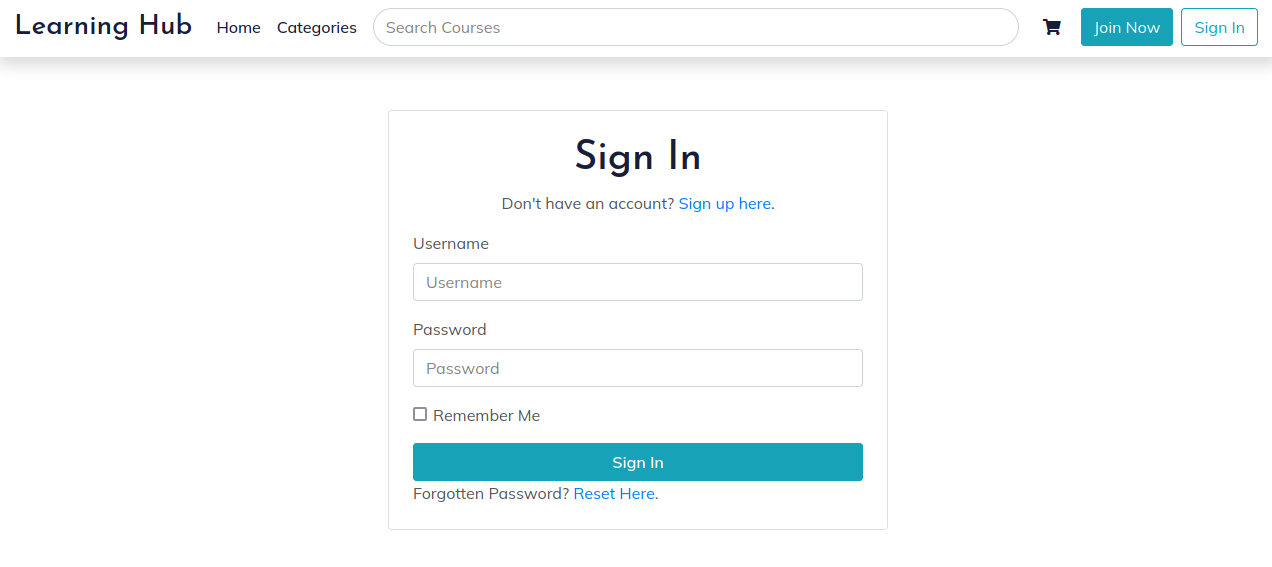 Learning Hub Home Categories Search Courses Join Now Sign In
Sign In
Don't have an account? Sign up here.
Username
Username
Password
Password
Remember Me
Sign In
Forgotten Password? Reset Here.